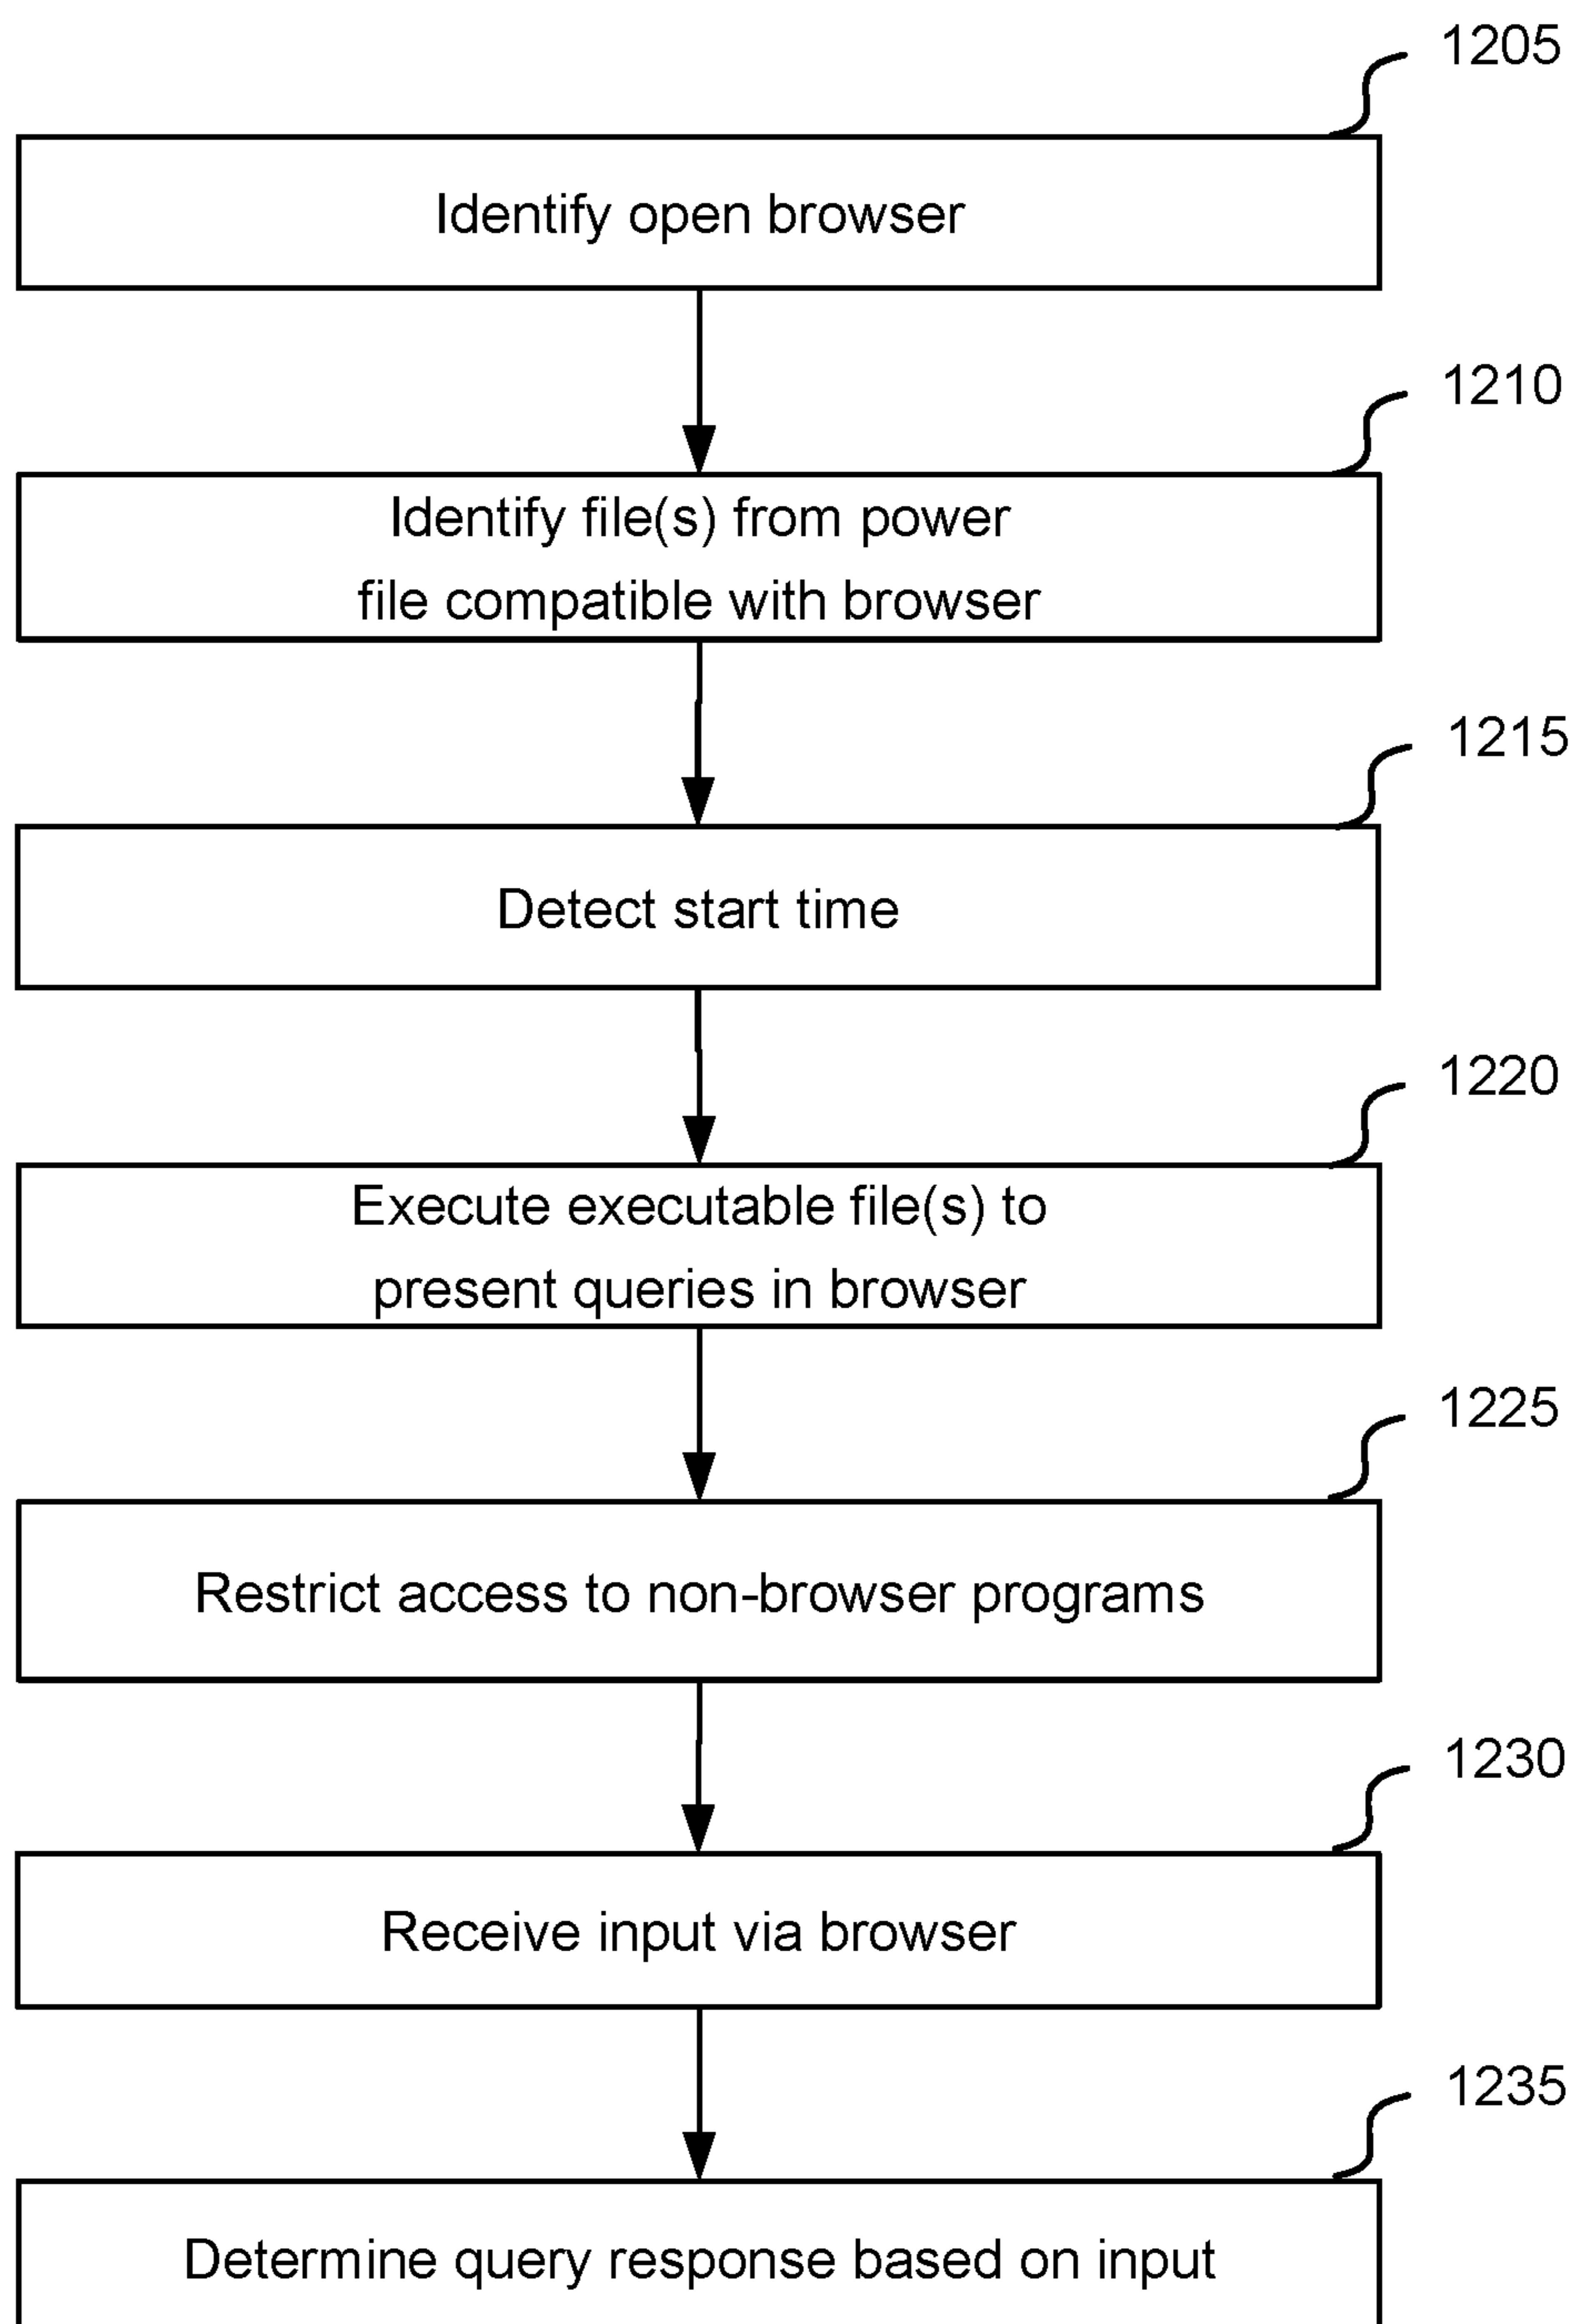 1205
Identify open browser
1210
Identify file(s) from power
file compatible with browser
1215
Detect start time
1220
Execute executable file(s) to
present queries in browser
1225
Restrict access to non-browser programs
1230
Receive input via browser
1235
Determine query response based on input